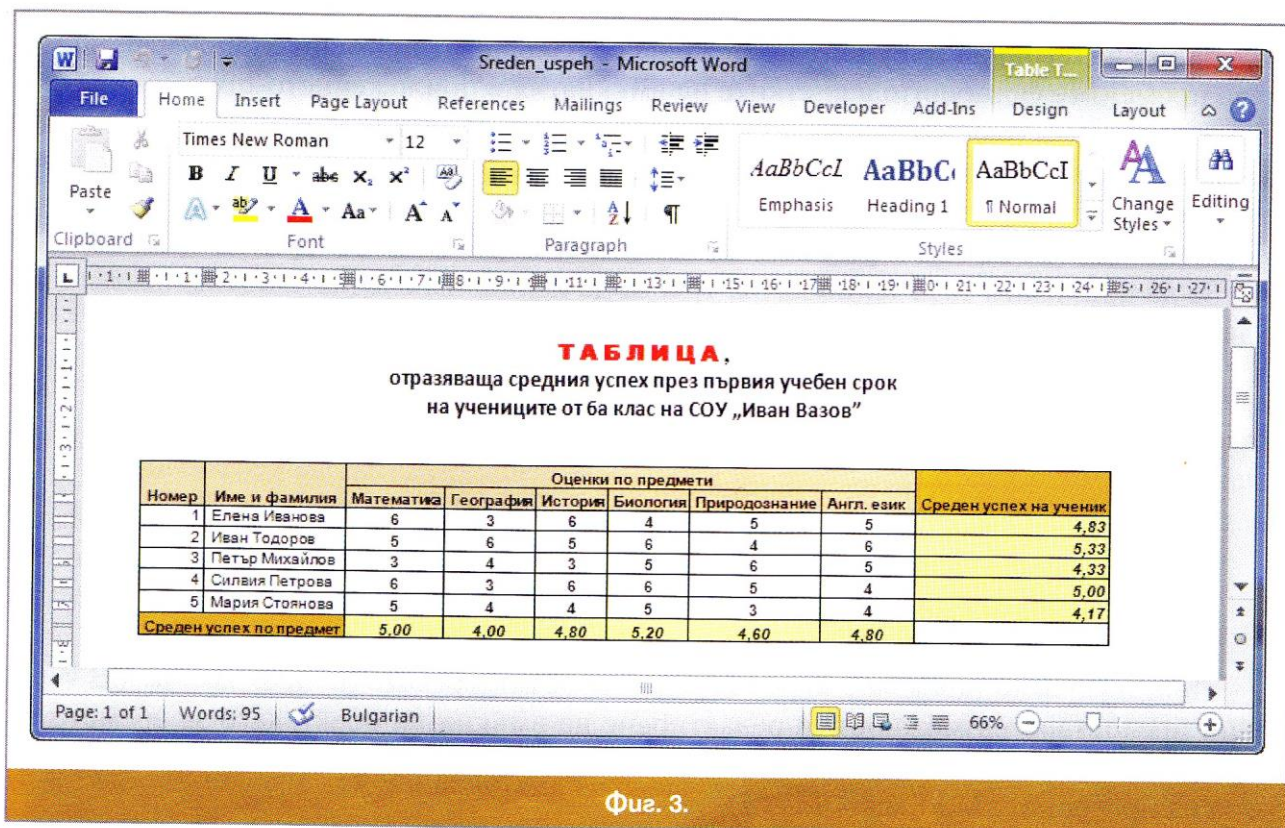 Sreden_uspeh - Microsoft Word
Table T...
File Home Insert Page Layout References Mailings Review View Developer Add-Ins Design Layout
Paste
Clipboard
Times New Roman 12
B I U abc x₂ x²
A ab A Aa A A
Font
Paragraph
AaBbCcI AaBbC AaBbCcI
Emphasis Heading 1 ¶ Normal
Change Styles
Styles
Editing
ТАБЛИЦА,
отразяваща средния успех през първия учебен срок
на учениците от 6а клас на СОУ „Иван Вазов”
Оценки по предмети
Номер Име и фамилия Математика География История Биология Природознание Англ. език Среден успех на ученик
1 Елена Иванова 6 3 6 4 5 5 4,83
2 Иван Тодоров 5 6 5 6 4 6 5,33
3 Петър Михайлов 3 4 3 5 6 5 4,33
4 Силвия Петрова 6 3 6 6 5 4 5,00
5 Мария Стоянова 5 4 4 5 3 4 4,17
Среден успех по предмет 5,00 4,00 4,80 5,20 4,60 4,80
Page: 1 of 1 Words: 95 Bulgarian 66%
Фиг. 3.